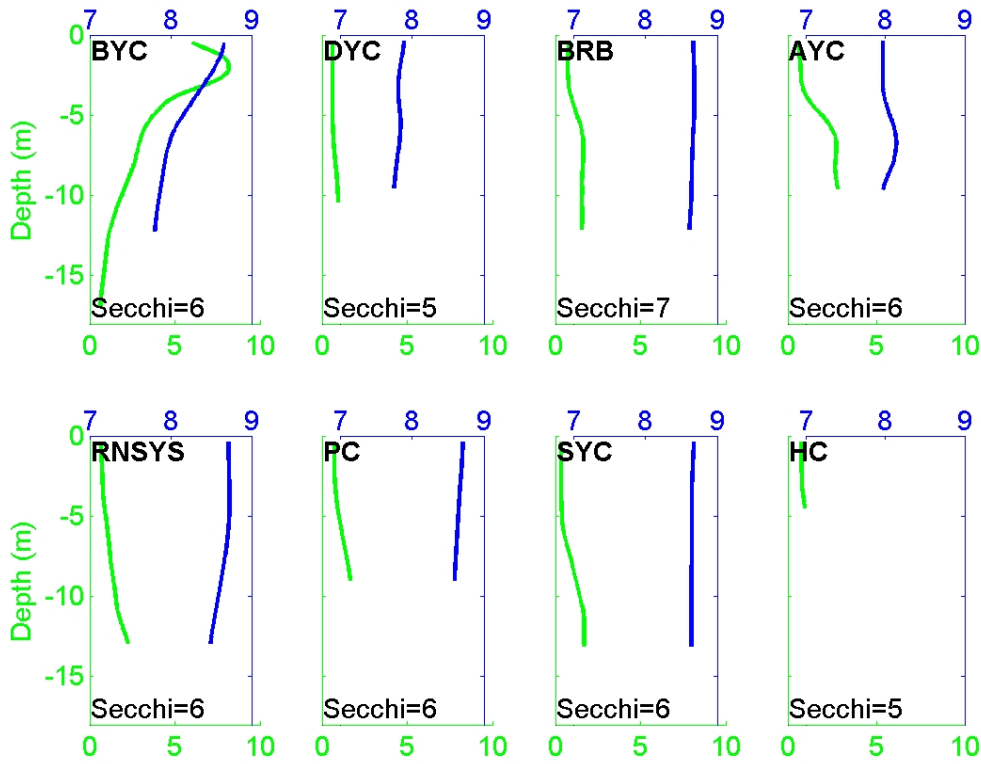 7 8 9 7 8 9 7 8 9 7 8 9
0 BYC DYC BRB AYC
-5
Depth (m)
-10
-15
Secchi=6 Secchi=5 Secchi=7 Secchi=6
0 5 10 0 5 10 0 5 10 0 5 10
7 8 9 7 8 9 7 8 9 7 8 9
0 RNSYS PC SYC HC
-5
Depth (m)
-10
-15
Secchi=6 Secchi=6 Secchi=6 Secchi=5
0 5 10 0 5 10 0 5 10 0 5 10